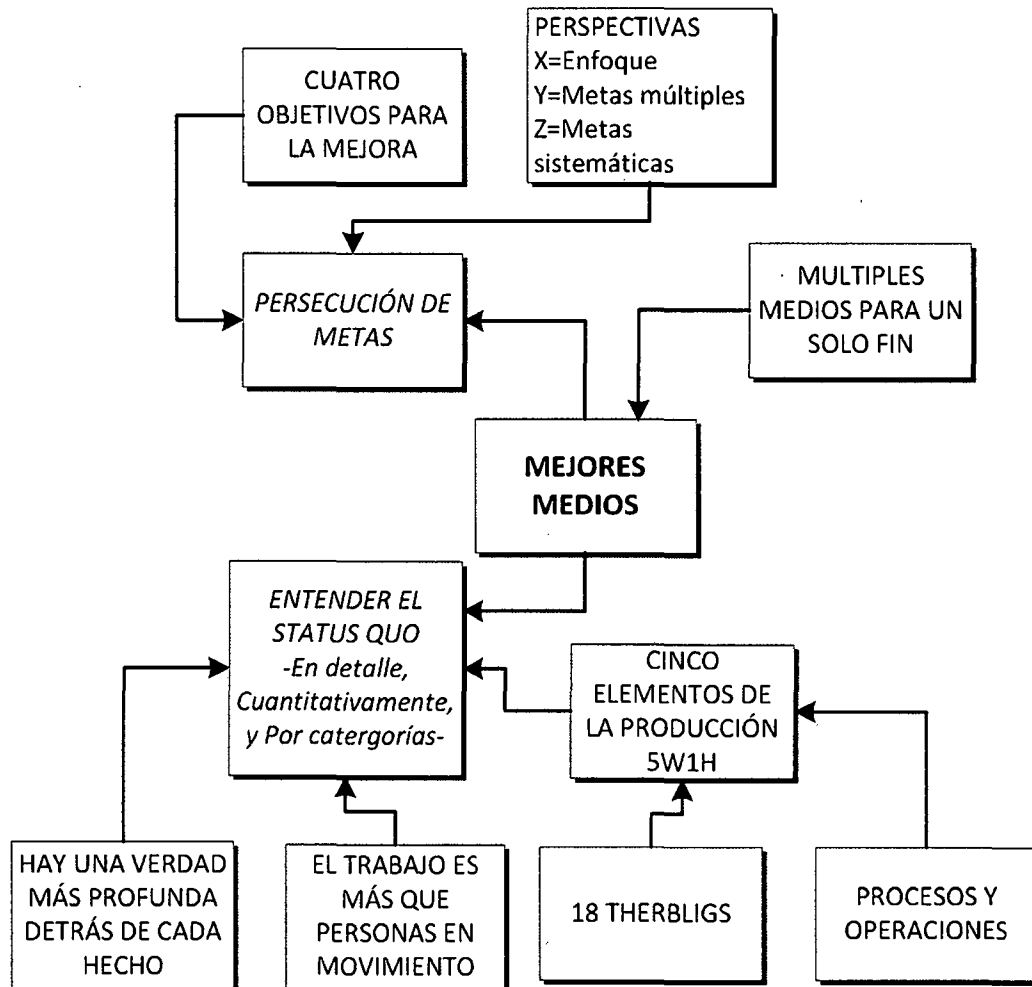 CUATRO
OBJETIVOS PARA
LA MEJORA
PERSPECTIVAS
X=Enfoque
Y=Metas múltiples
Z=Metas
sistemáticas
PERSECUCIÓN DE
METAS
MULTIPLES
MEDIOS PARA UN
SOLO FIN
MEJORES
MEDIOS
ENTENDER EL
STATUS QUO
-En detalle,
Cuantitativamente,
y Por catergorías-
CINCO
ELEMENTOS DE
LA PRODUCCIÓN
5W1H
HAY UNA VERDAD
MÁS PROFUNDA
DETRÁS DE CADA
HECHO
EL TRABAJO ES
MÁS QUE
PERSONAS EN
MOVIMIENTO
18 THERBLIGS
PROCESOS Y
OPERACIONES